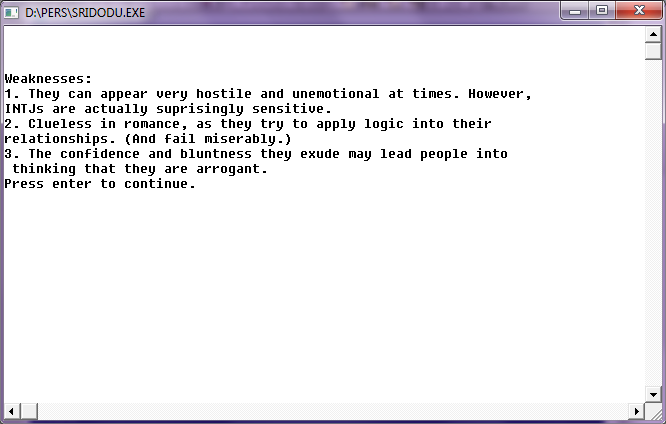 D:\PERS\SRIDODU.EXE
Weaknesses:
1. They can appear very hostile and unemotional at times. However,
INTJs are actually suprisingly sensitive.
2. Clueless in romance, as they try to apply logic into their
relationships. (And fail miserably.)
3. The confidence and bluntness they exude may lead people into
 thinking that they are arrogant.
Press enter to continue.